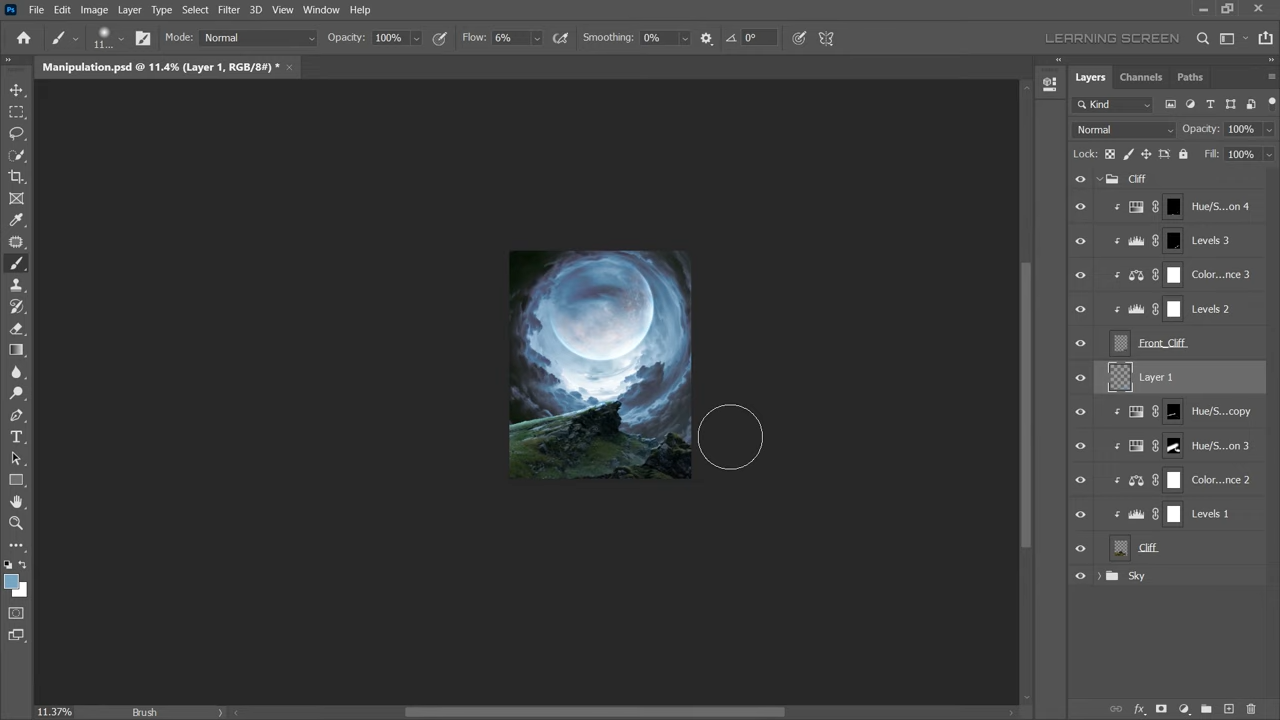 Ps File Edit Image Layer Type Select Filter 3D View Window Help
11... Mode: Normal Opacity: 100% Flow: 6% Smoothing: 0% 0° LEARNING SCREEN
Manipulation.psd @ 11.4% (Layer 1, RGB/8#) * ×
Layers Channels Paths
Kind
Normal Opacity: 100%
Lock: Fill: 100%
Cliff
Hue/S...on 4
Levels 3
Color...nce 3
Levels 2
Front_Cliff
Layer 1
Hue/S...copy
Hue/S...on 3
Color...nce 2
Levels 1
Cliff
Sky
11.37% Brush